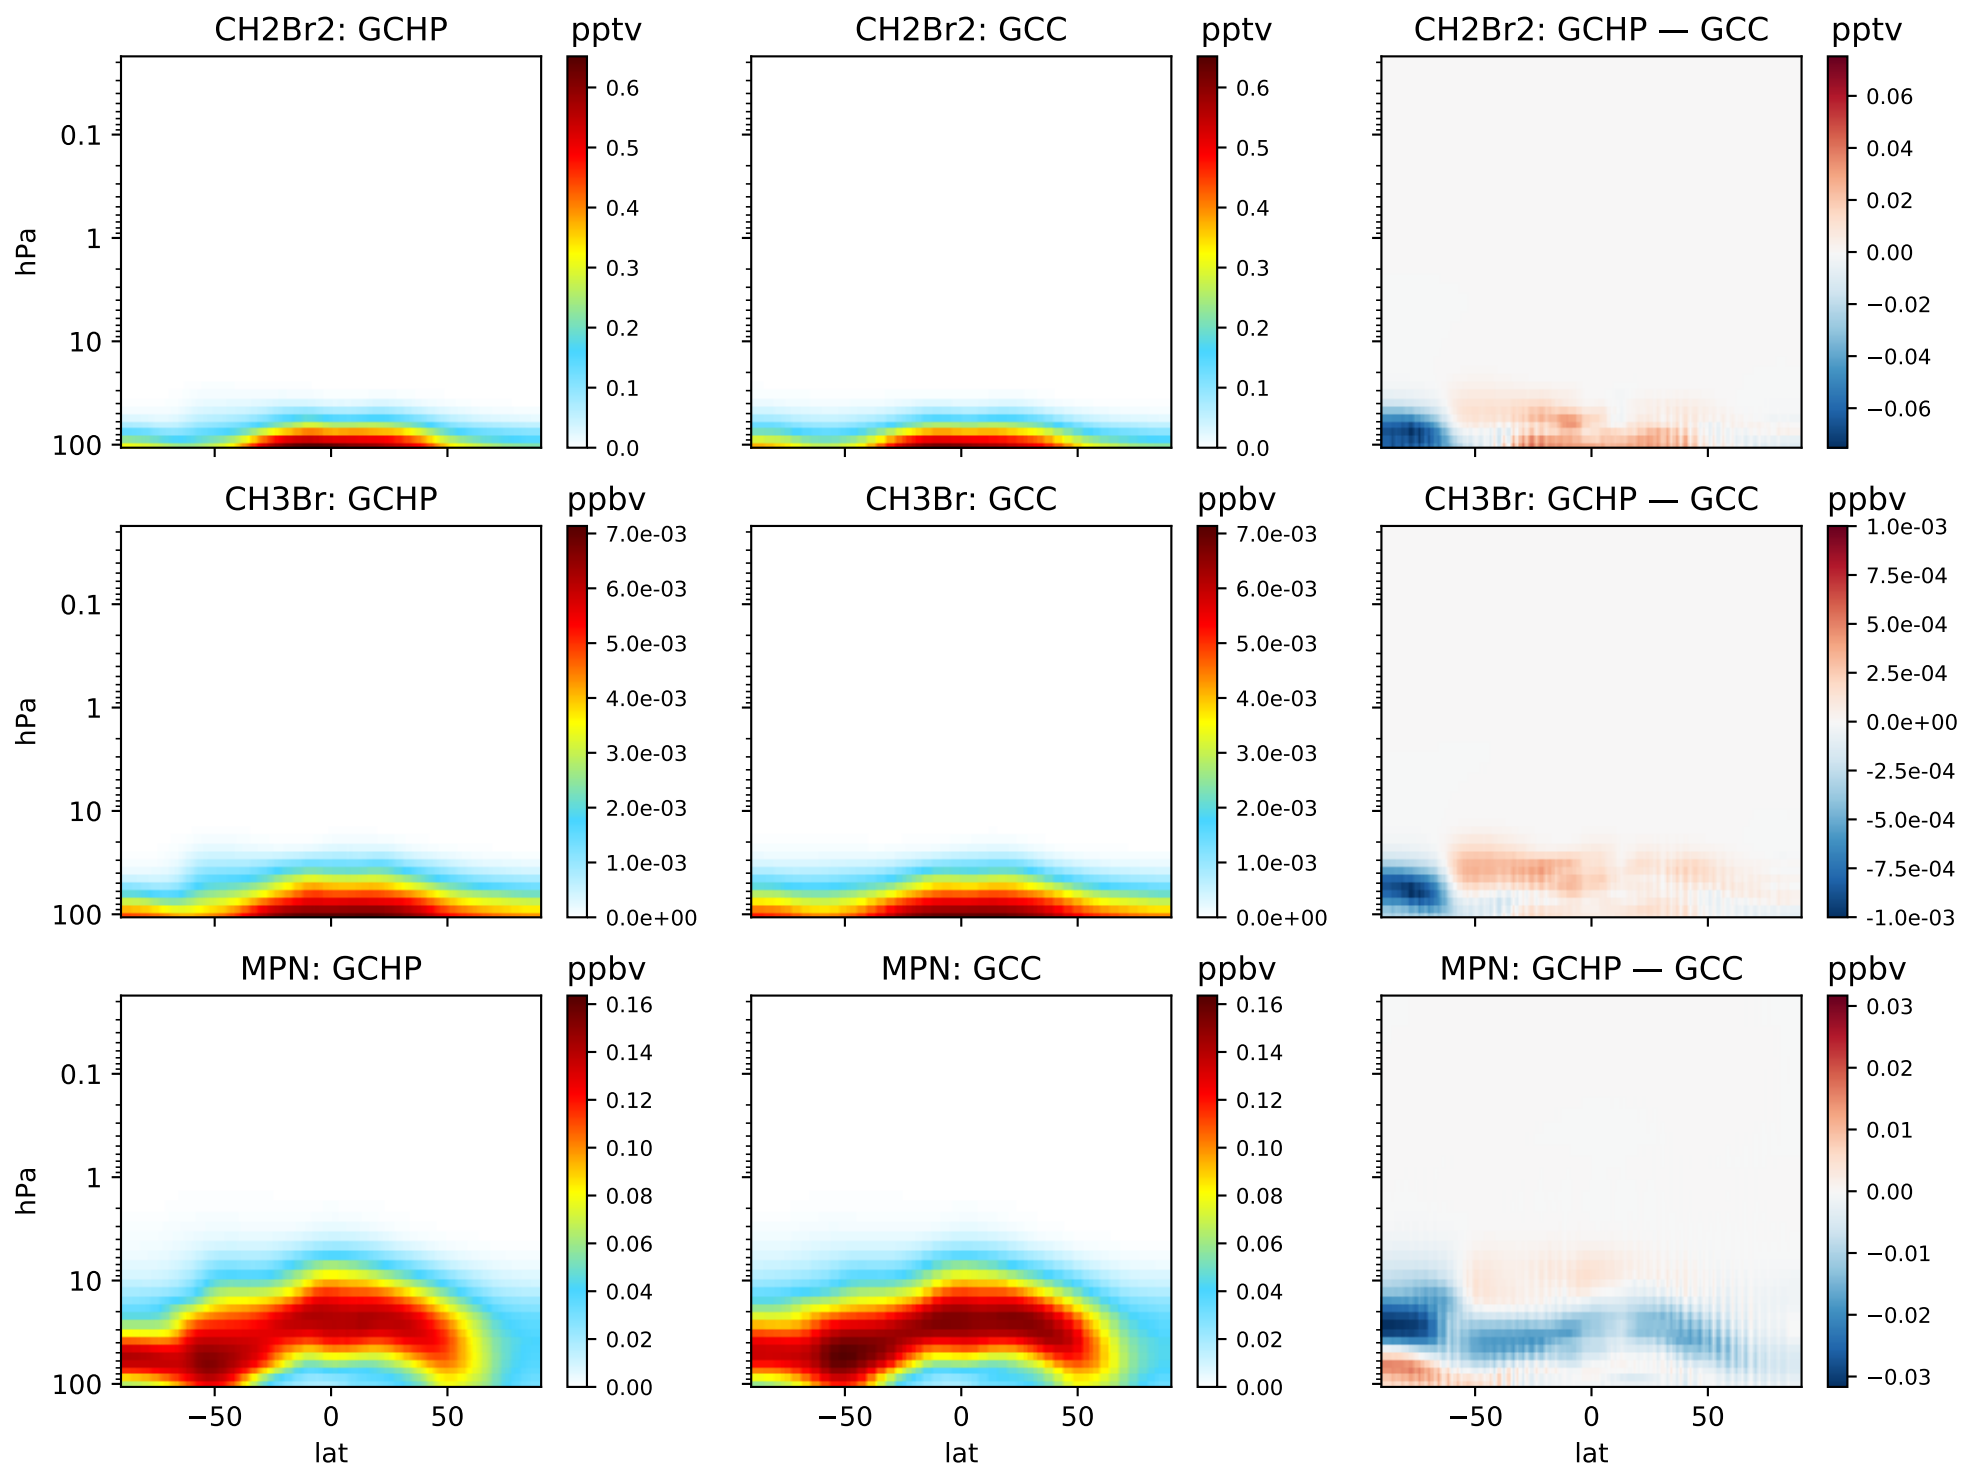 CH2Br2: GCHP
pptv
CH2Br2: GCC
pptv
CH2Br2: GCHP — GCC
pptv
hPa
0.1
1
10
100
0.6
0.5
0.4
0.3
0.2
0.1
0.0
0.6
0.5
0.4
0.3
0.2
0.1
0.0
0.06
0.04
0.02
0.00
−0.02
−0.04
−0.06
CH3Br: GCHP
ppbv
CH3Br: GCC
ppbv
CH3Br: GCHP — GCC
ppbv
hPa
0.1
1
10
100
7.0e-03
6.0e-03
5.0e-03
4.0e-03
3.0e-03
2.0e-03
1.0e-03
0.0e+00
7.0e-03
6.0e-03
5.0e-03
4.0e-03
3.0e-03
2.0e-03
1.0e-03
0.0e+00
1.0e-03
7.5e-04
5.0e-04
2.5e-04
0.0e+00
-2.5e-04
-5.0e-04
-7.5e-04
-1.0e-03
MPN: GCHP
ppbv
MPN: GCC
ppbv
MPN: GCHP — GCC
ppbv
hPa
0.1
1
10
100
0.16
0.14
0.12
0.10
0.08
0.06
0.04
0.02
0.00
0.16
0.14
0.12
0.10
0.08
0.06
0.04
0.02
0.00
0.03
0.02
0.01
0.00
−0.01
−0.02
−0.03
−50 0 50
−50 0 50
−50 0 50
lat
lat
lat